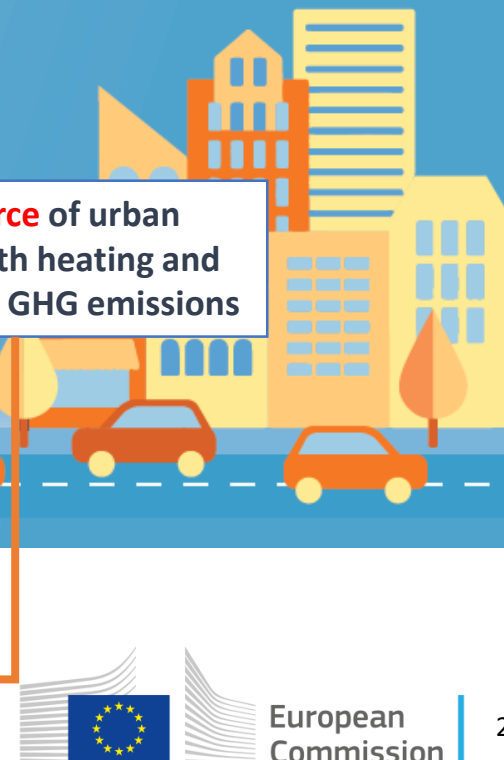 rce of urban
th heating and
GHG emissions
European
Commission
2